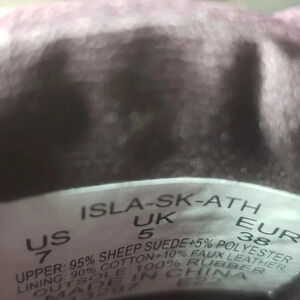 ISLA-SK-ATH
US UK EUR
7 5 38
UPPER: 95% SHEEP SUEDE+5% POLYESTER
LINING: 90% COTTON+10% FAUX LEATHER
OUTSOLE 100% RUBBER
MADE IN CHINA